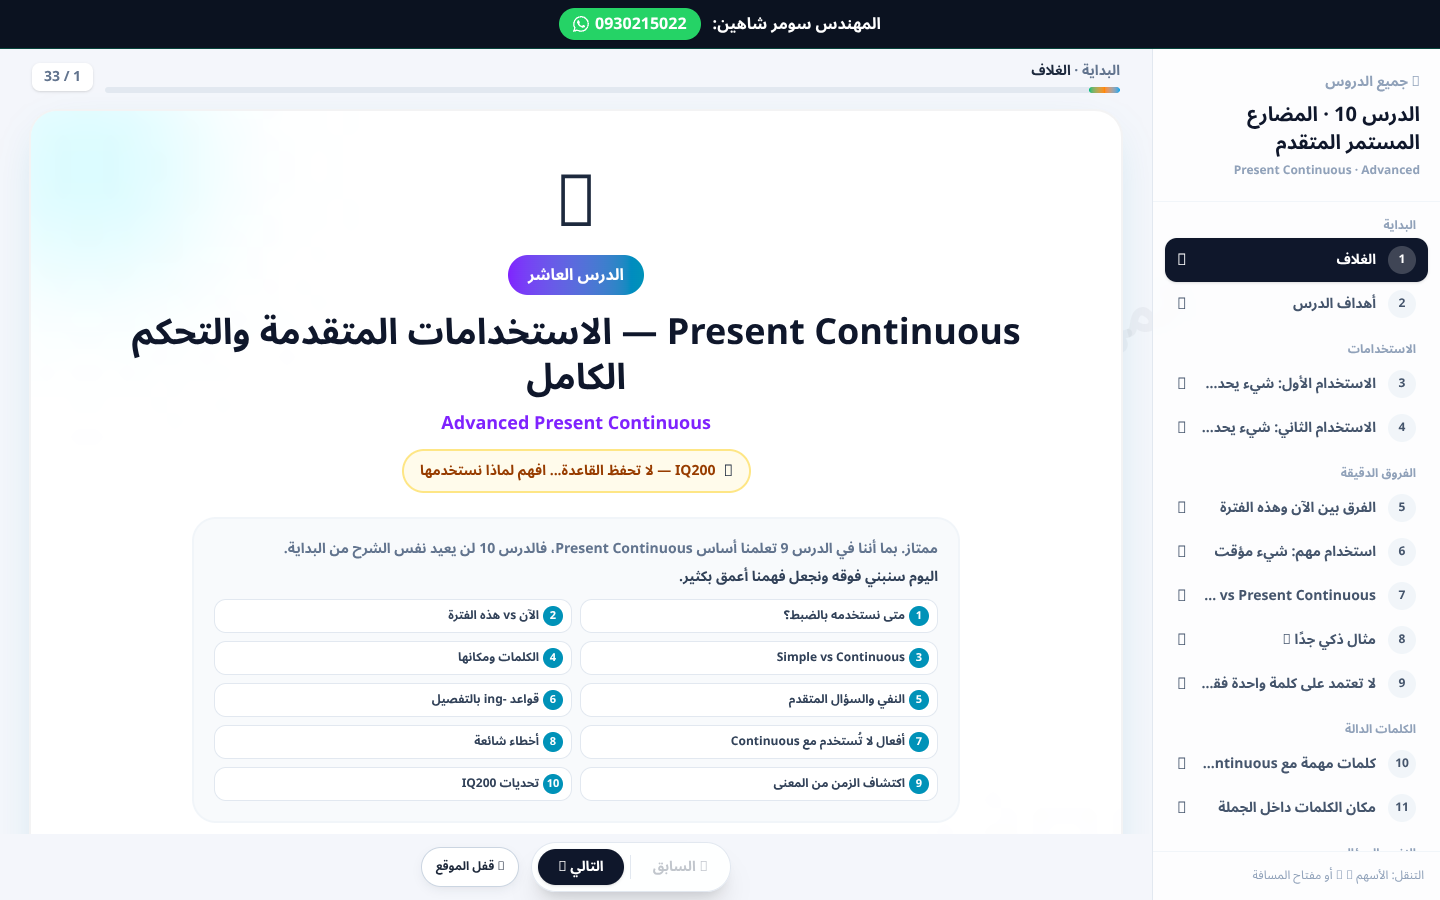 المهندس سومر شاهين: 0930215022
جميع الدروس
الدرس 10 · المضارع
المستمر المتقدم
Present Continuous · Advanced
البداية
1 الغلاف
2 أهداف الدرس
الاستخدامات
3 الاستخدام الأول: شيء يحد...
4 الاستخدام الثاني: شيء يحد...
الفروق الدقيقة
5 الفرق بين الآن وهذه الفترة
6 استخدام مهم: شيء مؤقت
7 ... vs Present Continuous
8 مثال ذكي جدًا
9 لا تعتمد على كلمة واحدة فق...
الكلمات الدالة
10 كلمات مهمة مع ntinuous...
11 مكان الكلمات داخل الجملة
التنقل: الأسهم أو مفتاح المسافة
البداية · الغلاف
1 / 33
الدرس العاشر
Present Continuous — الاستخدامات المتقدمة والتحكم
الكامل
Advanced Present Continuous
IQ200 — لا تحفظ القاعدة... افهم لماذا نستخدمها
ممتاز. بما أننا في الدرس 9 تعلمنا أساس Present Continuous، فالدرس 10 لن يعيد نفس الشرح من البداية.
اليوم سنبني فوقه ونجعل فهمنا أعمق بكثير.
1 متى نستخدمه بالضبط؟
2 الآن vs هذه الفترة
3 Simple vs Continuous
4 الكلمات ومكانها
5 النفي والسؤال المتقدم
6 قواعد -ing بالتفصيل
7 أفعال لا تُستخدم مع Continuous
8 أخطاء شائعة
9 اكتشاف الزمن من المعنى
10 تحديات IQ200
السابق
التالي
قفل الموقع